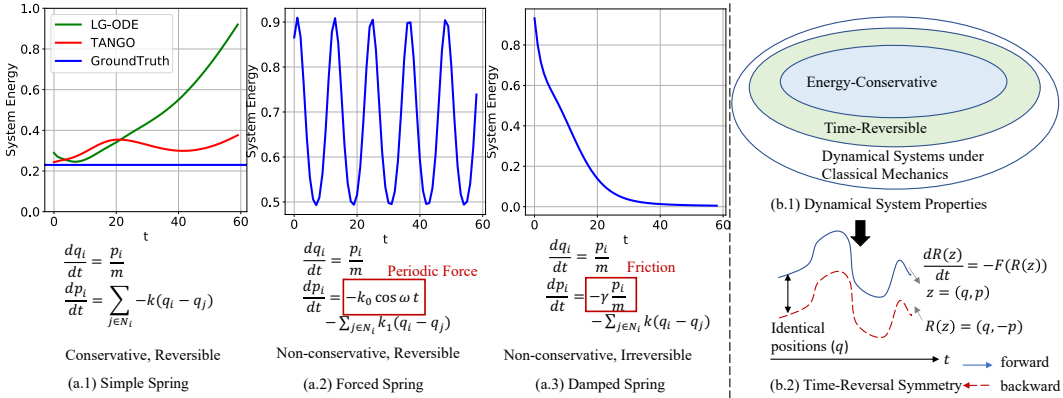 LG-ODE
TANGO
GroundTruth
System Energy
1.0
0.8
0.6
0.4
0.2
0.0
0
20
40
60
t
dq_i/dt = p_i/m
dp_i/dt = ∑_{j∈N_i} −k(q_i − q_j)
Conservative, Reversible
(a.1) Simple Spring
System Energy
0.9
0.8
0.7
0.6
0.5
0
20
40
60
t
dq_i/dt = p_i/m
Periodic Force
dp_i/dt = −k_0 cos ω t
− ∑_{j∈N_i} k_1(q_i − q_j)
Non-conservative, Reversible
(a.2) Forced Spring
System Energy
0.8
0.6
0.4
0.2
0.0
0
20
40
60
t
dq_i/dt = p_i/m
Friction
dp_i/dt = −γ p_i/m
− ∑_{j∈N_i} k(q_i − q_j)
Non-conservative, Irreversible
(a.3) Damped Spring
Energy-Conservative
Time-Reversible
Dynamical Systems under
Classical Mechanics
(b.1) Dynamical System Properties
dR(z)/dt = −F(R(z))
z = (q, p)
R(z) = (q, −p)
Identical
positions (q)
t
forward
backward
(b.2) Time-Reversal Symmetry